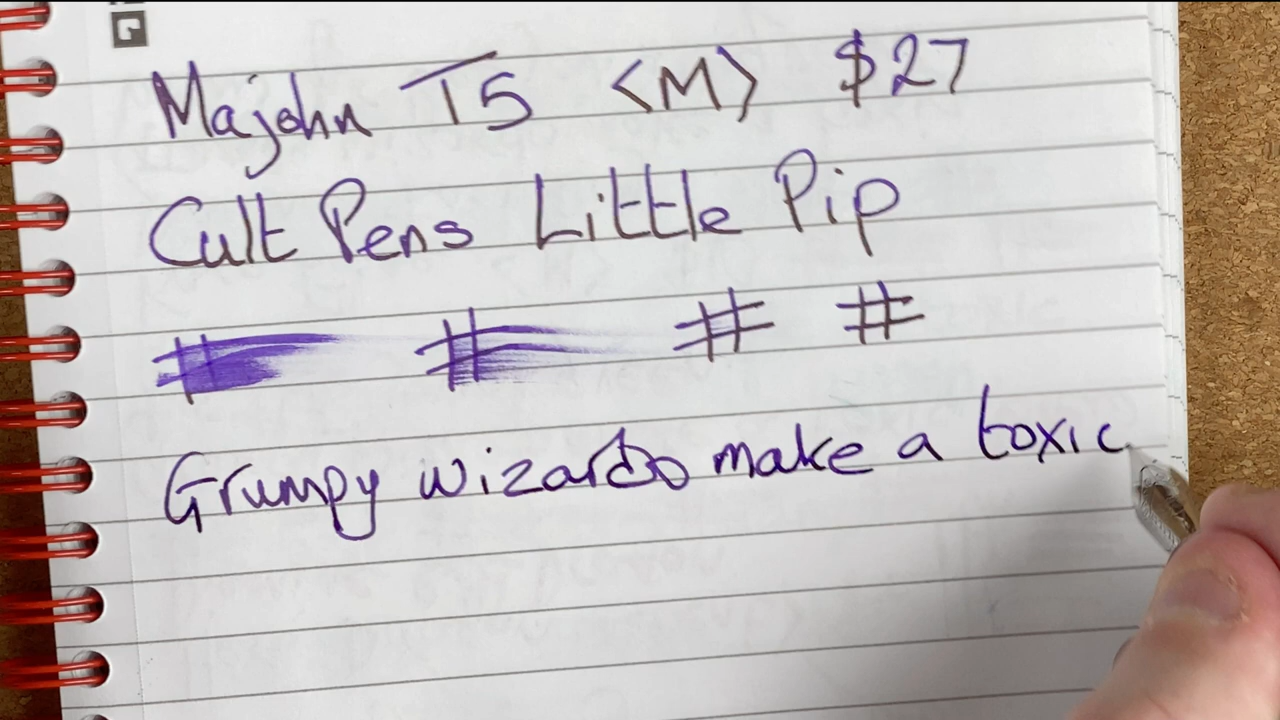 Majohn T5 <M> $27
Cult Pens Little Pip
# # # #
Grumpy wizards make a toxic